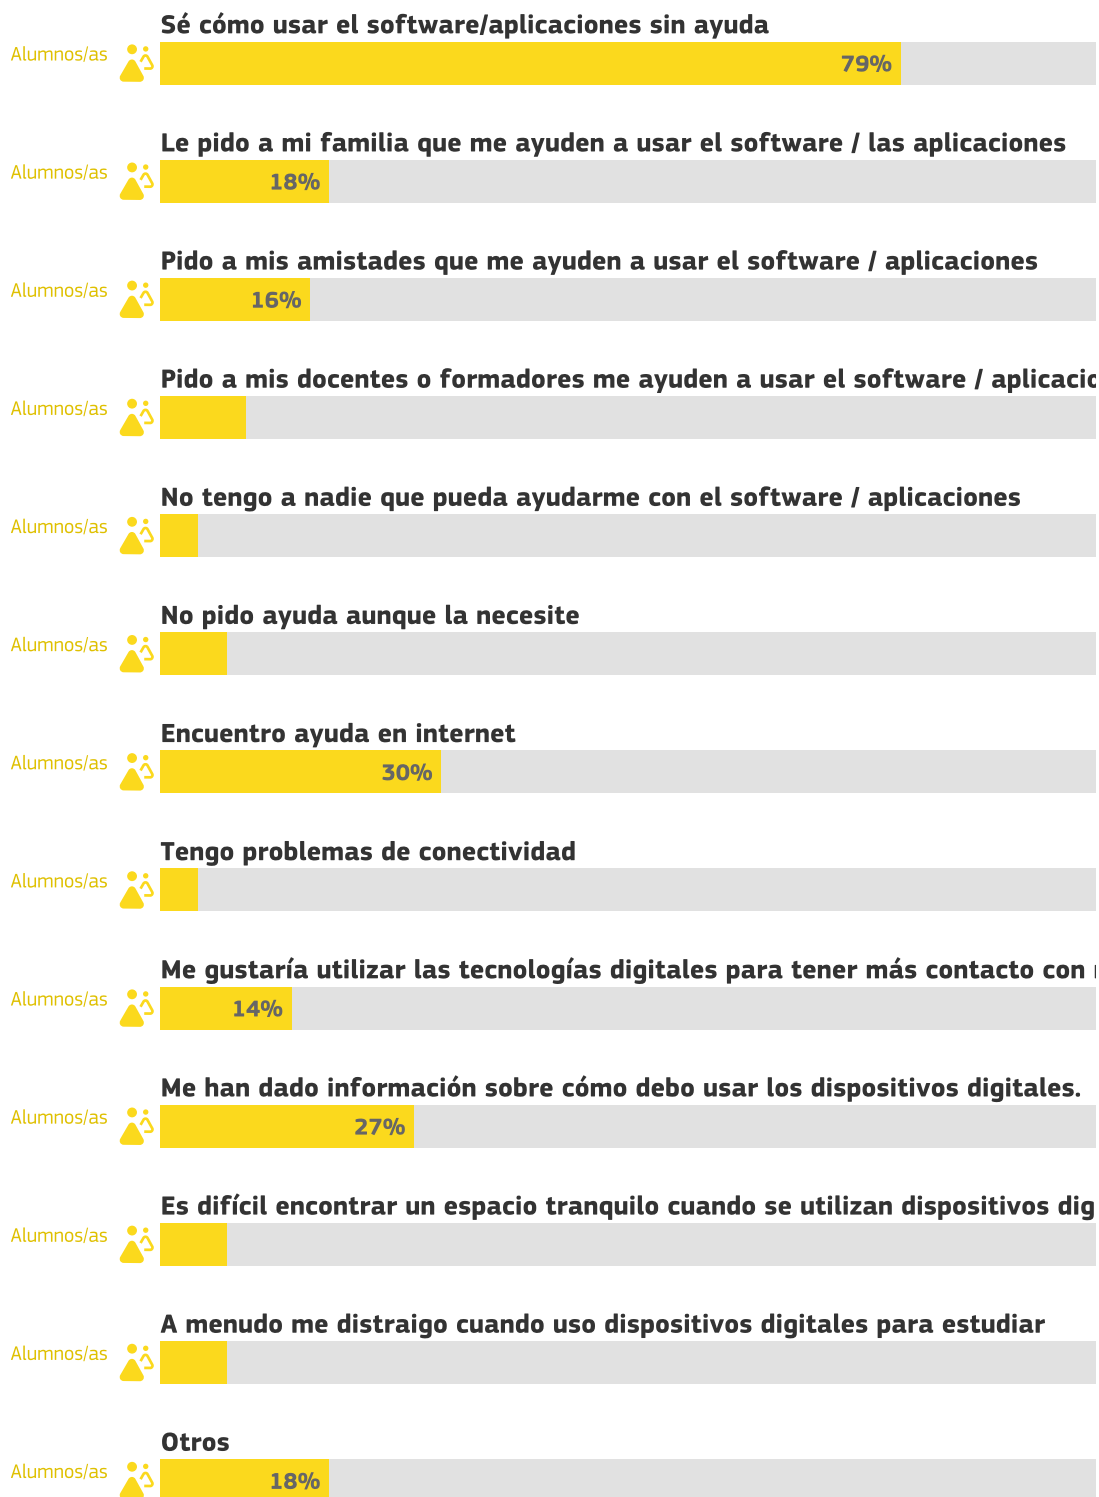 Sé cómo usar el software/aplicaciones sin ayuda
Alumnos/as
79%
Le pido a mi familia que me ayuden a usar el software / las aplicaciones
Alumnos/as
18%
Pido a mis amistades que me ayuden a usar el software / aplicaciones
Alumnos/as
16%
Pido a mis docentes o formadores me ayuden a usar el software /
Alumnos/as
No tengo a nadie que pueda ayudarme con el software / aplicaciones
Alumnos/as
No pido ayuda aunque la necesite
Alumnos/as
Encuentro ayuda en internet
Alumnos/as
30%
Tengo problemas de conectividad
Alumnos/as
Me gustaría utilizar las tecnologías digitales para tener más contacto con
Alumnos/as
14%
Me han dado información sobre cómo debo usar los dispositivos digitales.
Alumnos/as
27%
Es difícil encontrar un espacio tranquilo cuando se utilizan dispositivos
Alumnos/as
A menudo me distraigo cuando uso dispositivos digitales para estudiar
Alumnos/as
Otros
Alumnos/as
18%